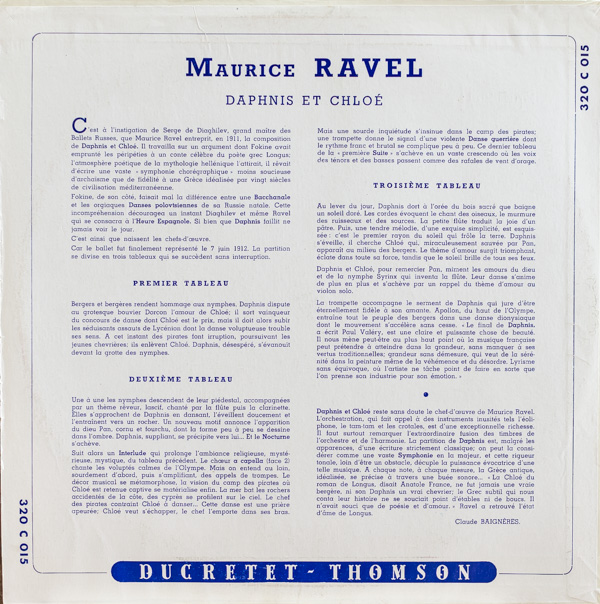 320 C 015
MAURICE RAVEL
DAPHNIS ET CHLOÉ
C'est à l'instigation de Serge de Diaghilev, grand maître des
Ballets Russes, que Maurice Ravel entreprit, en 1911, la composition
de Daphnis et Chloé. Il travailla sur un argument dont Fokine avait
emprunté les péripéties à un conte célèbre du poète grec Longus:
l'atmosphère poétique de la mythologie hellénique l'attirait, il rêvait
d'écrire une vaste « symphonie chorégraphique » moins soucieuse
d'archaïsme que de fidélité à une Grèce idéalisée par vingt siècles
de civilisation méditerranéenne.
Fokine, de son côté, faisait mal la différence entre une Bacchanale
et les orgiaques Danses polovtsiennes de sa Russie natale. Cette
incompréhension découragea un instant Diaghilev et même Ravel
qui se consacra à l'Heure Espagnole. Si bien que Daphnis faillit ne
jamais voir le jour.
C'est ainsi que naissent les chefs-d'œuvre.
Car le ballet fut finalement représenté le 7 juin 1912. La partition
se divise en trois tableaux qui se succèdent sans interruption.
PREMIER TABLEAU
Bergers et bergères rendent hommage aux nymphes. Daphnis dispute
au grotesque bouvier Darcon l'amour de Chloé; il sort vainqueur
du concours de danse dont Chloé est le prix, mais il doit alors subir
les séduisants assauts de Lycénion dont la danse voluptueuse trouble
ses sens. A cet instant des pirates font irruption, poursuivant les
jeunes chevrières; ils enlèvent Chloé. Daphnis, désespéré, s'évanouit
devant la grotte des nymphes.
DEUXIÈME TABLEAU
Une à une les nymphes descendent de leur piédestal, accompagnées
par un thème rêveur, lascif, chanté par la flûte puis la clarinette.
Elles s'approchent de Daphnis en dansant, l'éveillent doucement et
l'entraînent vers un rocher. Un nouveau motif annonce l'apparition
du dieu Pan, cornu et fourchu, dont la forme peu à peu se dessine
dans l'ombre. Daphnis, suppliant, se précipite vers lui... Et le Nocturne
s'achève.
Suit alors un Interlude qui prolonge l'ambiance religieuse, mysté-
rieuse, mystique, du tableau précédent. Le chœur a capella (face 2)
chante les voluptés calmes de l'Olympe. Mais on entend au loin,
sourdement d'abord, puis s'amplifiant, des appels de trompes. Le
décor musical se métamorphose, la vision du camp des pirates où
Chloé est retenue captive se matérialise enfin. La mer bat les rochers
accidentés de la côte, des cyprès se profilent sur le ciel. Le chef
des pirates contraint Chloé à danser... Cette danse est une prière
apeurée; Chloé veut s'échapper, le chef l'emporte dans ses bras.
Mais une sourde inquiétude s'insinue dans le camp des pirates;
une trompette donne le signal d'une violente Danse guerrière dont
le rythme franc et brutal se complique peu à peu. Ce dernier tableau
de la « première Suite » s'achève en un vaste crescendo où les voix
des ténors et des basses passent comme des rafales de vent d'orage.
TROISIÈME TABLEAU
Au lever du jour, Daphnis dort à l'orée du bois sacré que baigne
un soleil doré. Les cordes évoquent le chant des oiseaux, le murmure
des ruisseaux et des sources. La petite flûte traduit la joie d'un
pâtre. Puis, une tendre mélodie, d'une exquise simplicité, est esquis-
sée : c'est le premier rayon du soleil qui frôle la terre. Daphnis
s'éveille, il cherche Chloé qui, miraculeusement sauvée par Pan,
apparaît au milieu des bergers. Le thème d'amour surgit triomphant,
éclate dans toute sa force, tandis que le soleil brille de tous ses feux.
Daphnis et Chloé, pour remercier Pan, miment les amours du dieu
et de la nymphe Syrinx qui inventa la flûte. Leur danse s'anime
de plus en plus et s'achève par un rappel du thème d'amour au
violon solo.
La trompette accompagne le serment de Daphnis qui jure d'être
éternellement fidèle à son amante. Apollon, du haut de l'Olympe,
entraîne tout le peuple des bergers dans une danse dionysiaque
dont le mouvement s'accélère sans cesse. « Le final de Daphnis,
a écrit Paul Valéry, est une claire et puissante chose de beauté.
Il nous mène peut-être au plus haut point où la musique française
peut prétendre à atteindre dans la grandeur, sans manquer à ses
vertus traditionnelles; grandeur sans démesure, qui veut de la séré-
nité dans la peinture même de la véhémence et du désordre. Lyrisme
sans équivoque, où l'artiste ne tâche point de faire en sorte que
l'on prenne son industrie pour son émotion. »
Daphnis et Chloé reste sans doute le chef-d'œuvre de Maurice Ravel.
L'orchestration, qui fait appel à des instruments inusités tels l'éoli-
phone, le tam-tam et les crotales, est d'une exceptionnelle richesse.
Il faut surtout remarquer l'extraordinaire fusion des timbres de
l'orchestre et de l'harmonie. La partition de Daphnis est, malgré les
apparences, d'une écriture strictement classique; on peut la consi-
dérer comme une vaste Symphonie en la majeur, et cette rigueur
tonale, loin d'être un obstacle, décuple la puissance évocatrice d'une
telle musique. A chaque note, à chaque mesure, la Grèce antique,
idéalisée, se précise à travers une buée sonore... « La Chloé du
roman de Longus, disait Anatole France, ne fut jamais une vraie
bergère, ni son Daphnis un vrai chevrier; le Grec subtil qui nous
conta leur histoire ne se souciait point d'étables ni de boucs. Il
n'avait souci que de poésie et d'amour. » Ravel a retrouvé l'état
d'âme de Longus.
Claude BAIGNÈRES.
320 C 015
DUCRETET-THOMSON